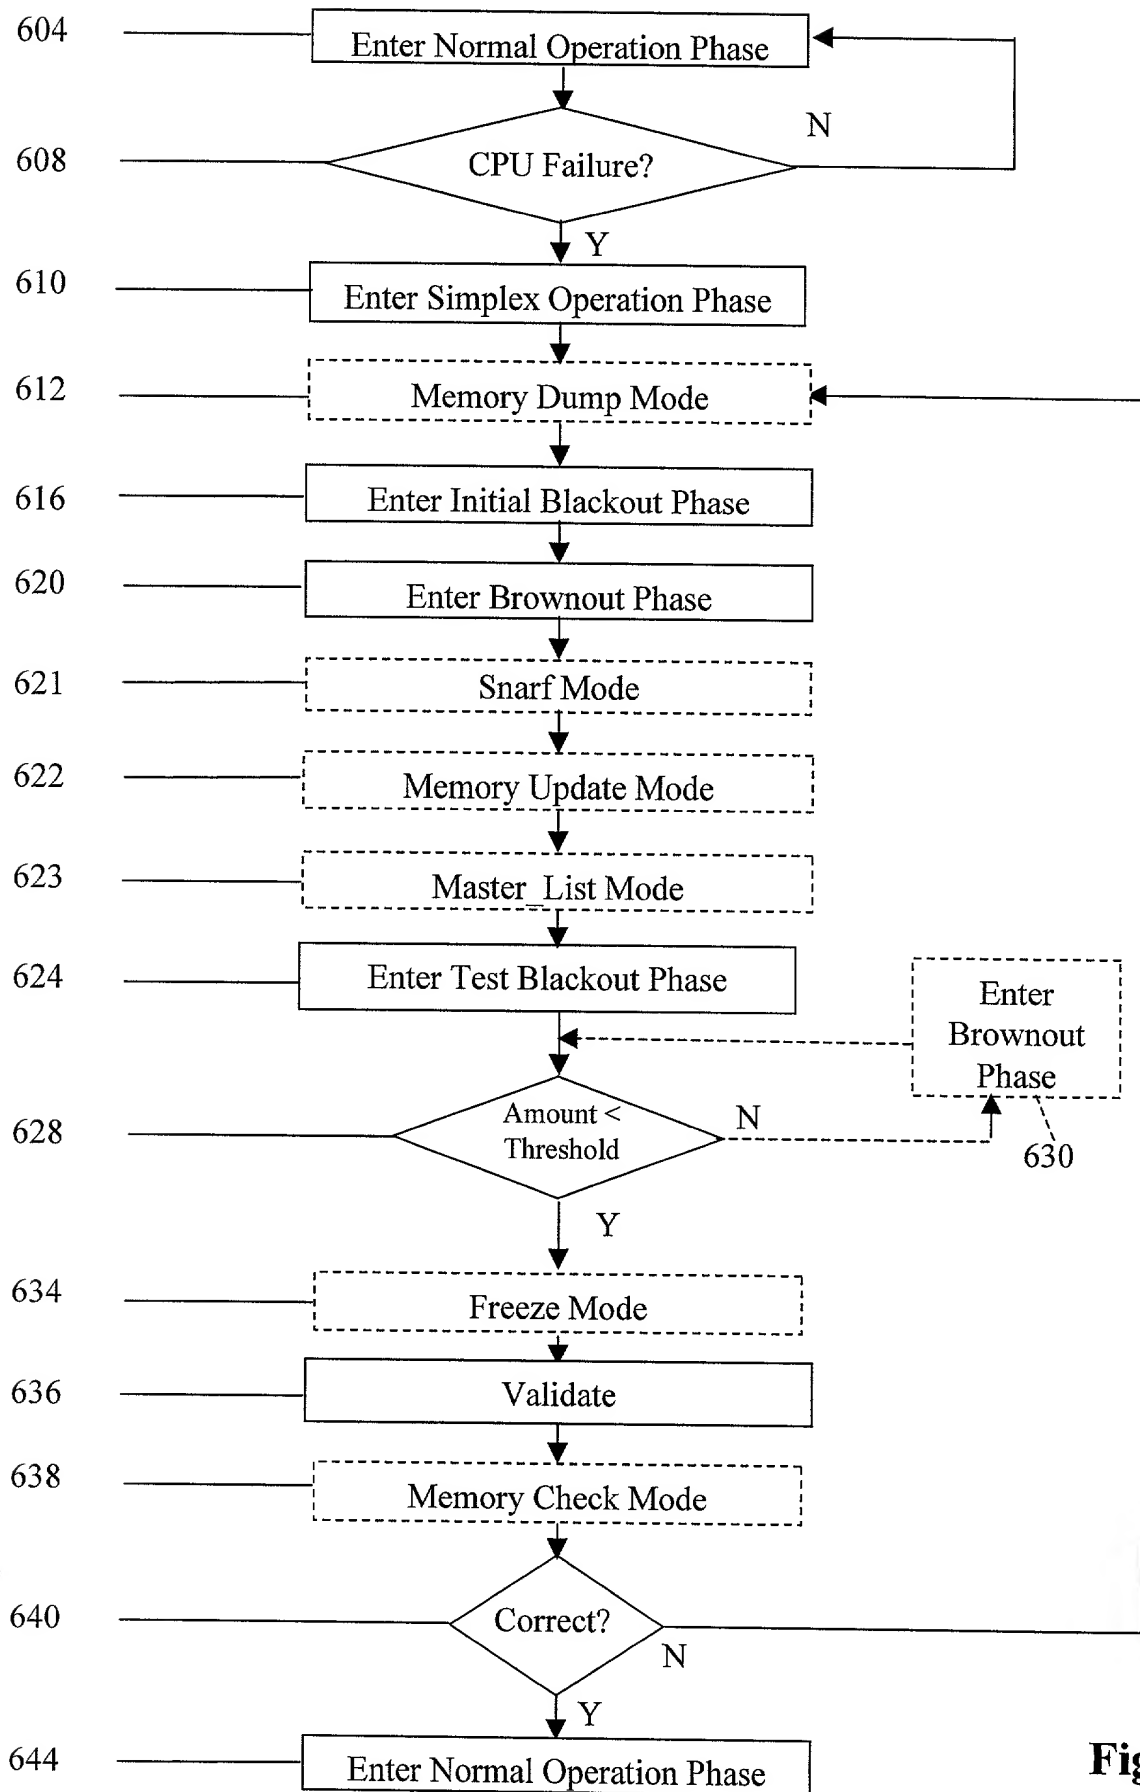 604
Enter Normal Operation Phase
N
608
CPU Failure?
Y
610
Enter Simplex Operation Phase
612
Memory Dump Mode
616
Enter Initial Blackout Phase
620
Enter Brownout Phase
621
Snarf Mode
622
Memory Update Mode
623
Master_List Mode
624
Enter Test Blackout Phase
Enter
Brownout
Phase
628
Amount <
Threshold
N
630
Y
634
Freeze Mode
636
Validate
638
Memory Check Mode
640
Correct?
N
Y
644
Enter Normal Operation Phase
Fig